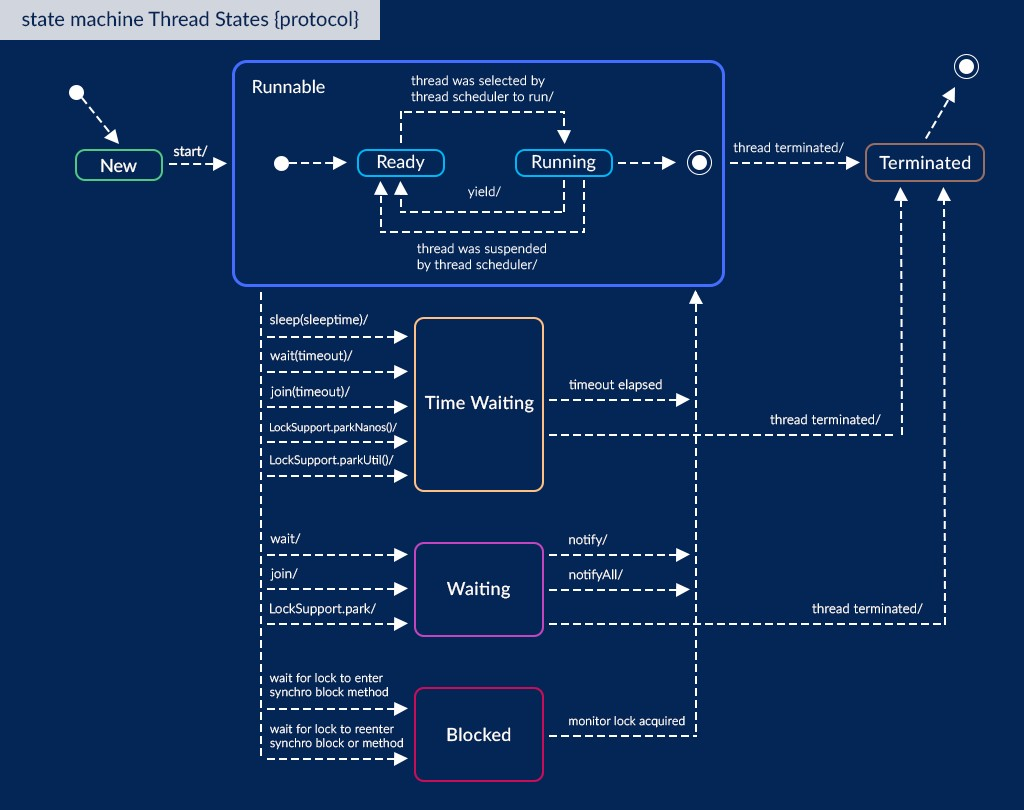 state machine Thread States {protocol}
Runnable
thread was selected by
thread scheduler to run/
New
start/
Ready
Running
yield/
thread was suspended
by thread scheduler/
thread terminated/
Terminated
sleep(sleeptime)/
wait(timeout)/
join(timeout)/
LockSupport.parkNanos()/
LockSupport.parkUtil()/
Time Waiting
timeout elapsed
thread terminated/
wait/
join/
LockSupport.park/
Waiting
notify/
notifyAll/
thread terminated/
wait for lock to enter
synchro block method
wait for lock to reenter
synchro block or method
Blocked
monitor lock acquired